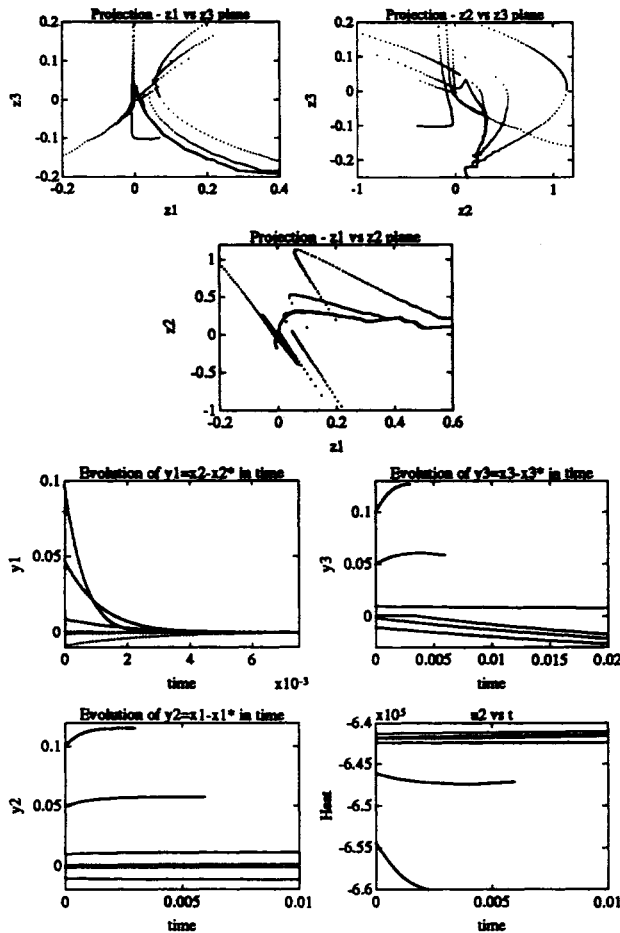 Projection - z1 vs z3 plane
0.2
0.1
0
-0.1
-0.2
z3
-0.2 0 0.2 0.4
z1
Projection - z2 vs z3 plane
0.2
0.1
0
-0.1
-0.2
z3
-1 0 1
z2
Projection - z1 vs z2 plane
1
0.5
0
-0.5
-1
z2
-0.2 0 0.2 0.4 0.6
z1
Evolution of y1=x2-x2* in time
0.1
0.05
0
y1
0 2 4 6
time x10-3
Evolution of y3=x3-x3* in time
0.1
0.05
0
y3
0 0.005 0.01 0.015 0.02
time
Evolution of y2=x1-x1* in time
0.1
0.05
0
y2
0 0.005 0.01
time
x10⁵ u2 vs t
-6.4
-6.45
-6.5
-6.55
-6.6
Heat
0 0.005 0.01
time